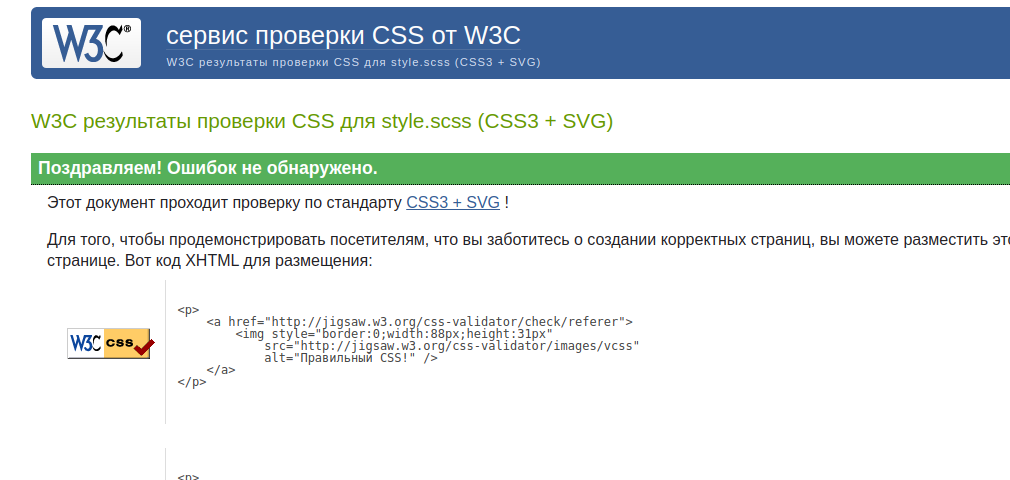 W3C®
сервис проверки CSS от W3C
W3C результаты проверки CSS для style.scss (CSS3 + SVG)
W3C результаты проверки CSS для style.scss (CSS3 + SVG)
Поздравляем! Ошибок не обнаружено.
Этот документ проходит проверку по стандарту CSS3 + SVG !
Для того, чтобы продемонстрировать посетителям, что вы заботитесь о создании корректных страниц, вы можете разместить
странице. Вот код XHTML для размещения:
<p>
<a href="http://jigsaw.w3.org/css-validator/check/referer">
<img style="border:0;width:88px;height:31px"
W3C css
src="http://jigsaw.w3.org/css-validator/images/vcss"
alt="Правильный CSS!" />
</a>
</p>
<p>